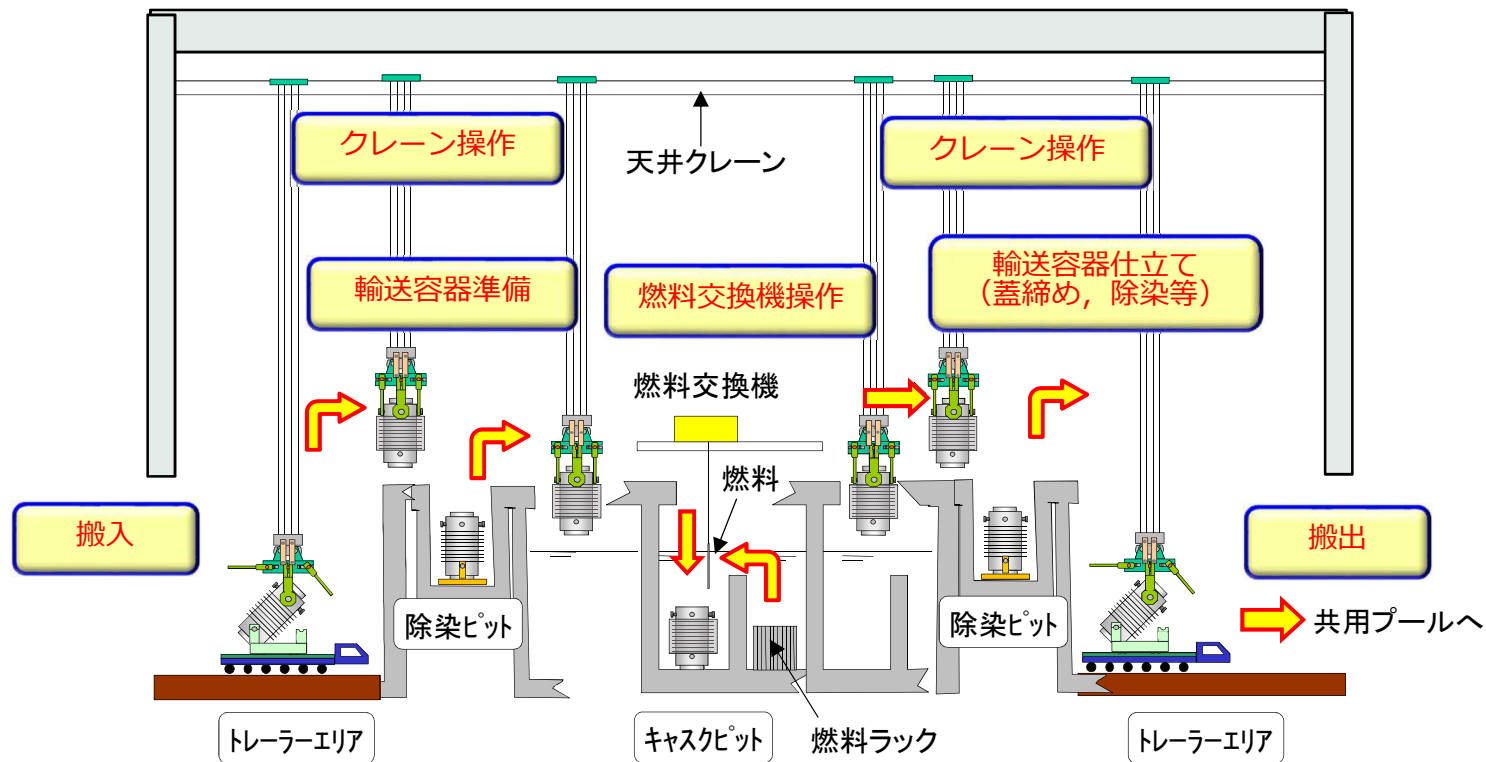 クレーン操作
天井クレーン
クレーン操作
輸送容器準備
燃料交換機操作
輸送容器仕立て
（蓋締め，除染等）
燃料交換機
燃料
搬入
搬出
除染ピット
除染ピット
共用プールへ
トレーラーエリア
キャスクピット
燃料ラック
トレーラーエリア